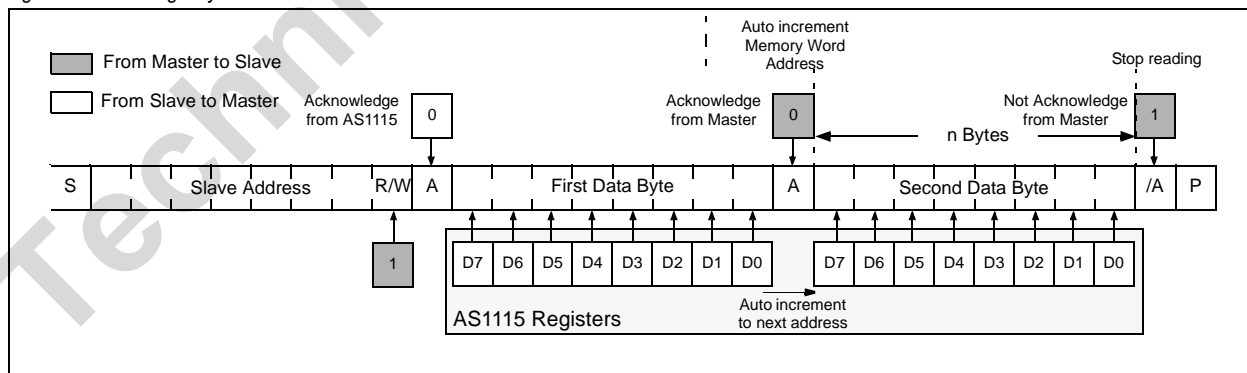 Auto increment
Memory Word
Address
Stop reading
From Master to Slave
From Slave to Master
Acknowledge
from AS1115
0
Acknowledge
from Master
0
n Bytes
Not Acknowledge
from Master
1
S Slave Address R/W A First Data Byte A Second Data Byte /A P
1
D7 D6 D5 D4 D3 D2 D1 D0
D7 D6 D5 D4 D3 D2 D1 D0
Auto increment
to next address
AS1115 Registers
Techni